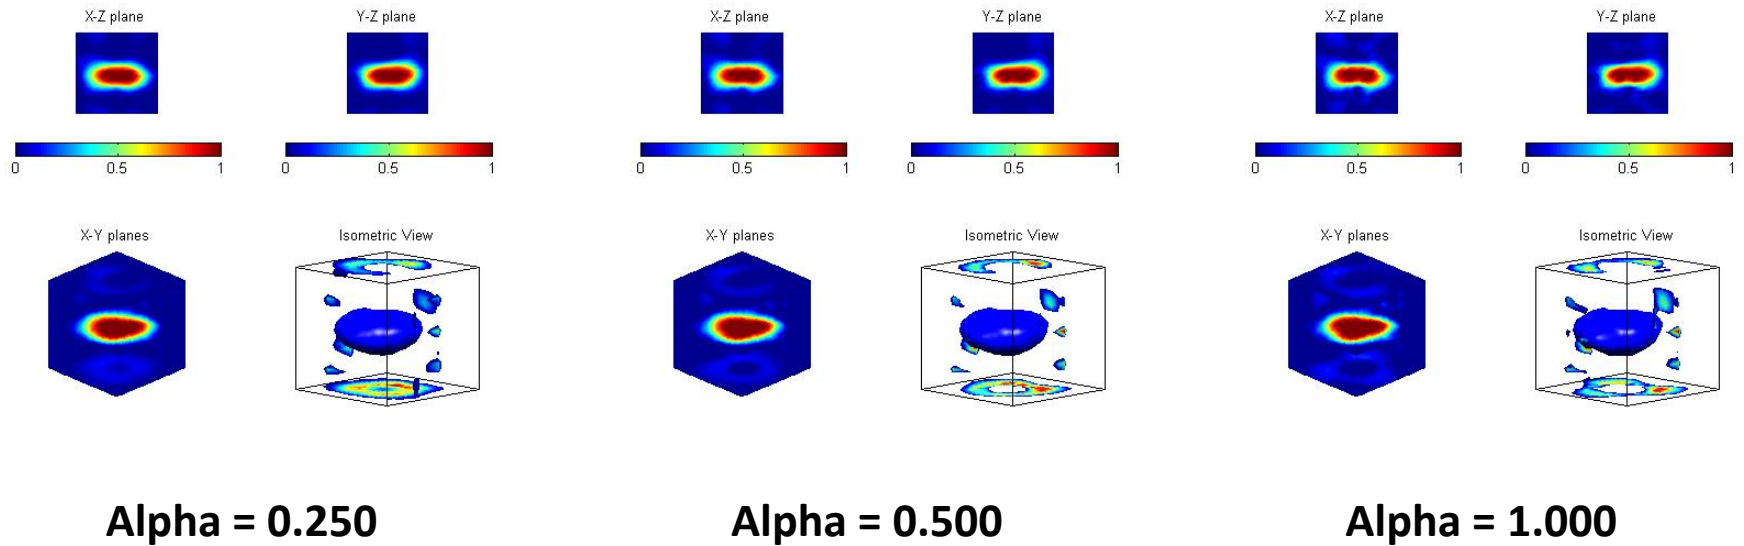 X-Z plane
Y-Z plane
X-Z plane
Y-Z plane
X-Z plane
Y-Z plane
0 0.5 1
0 0.5 1
0 0.5 1
0 0.5 1
0 0.5 1
0 0.5 1
X-Y planes
Isometric View
X-Y planes
Isometric View
X-Y planes
Isometric View
Alpha = 0.250
Alpha = 0.500
Alpha = 1.000